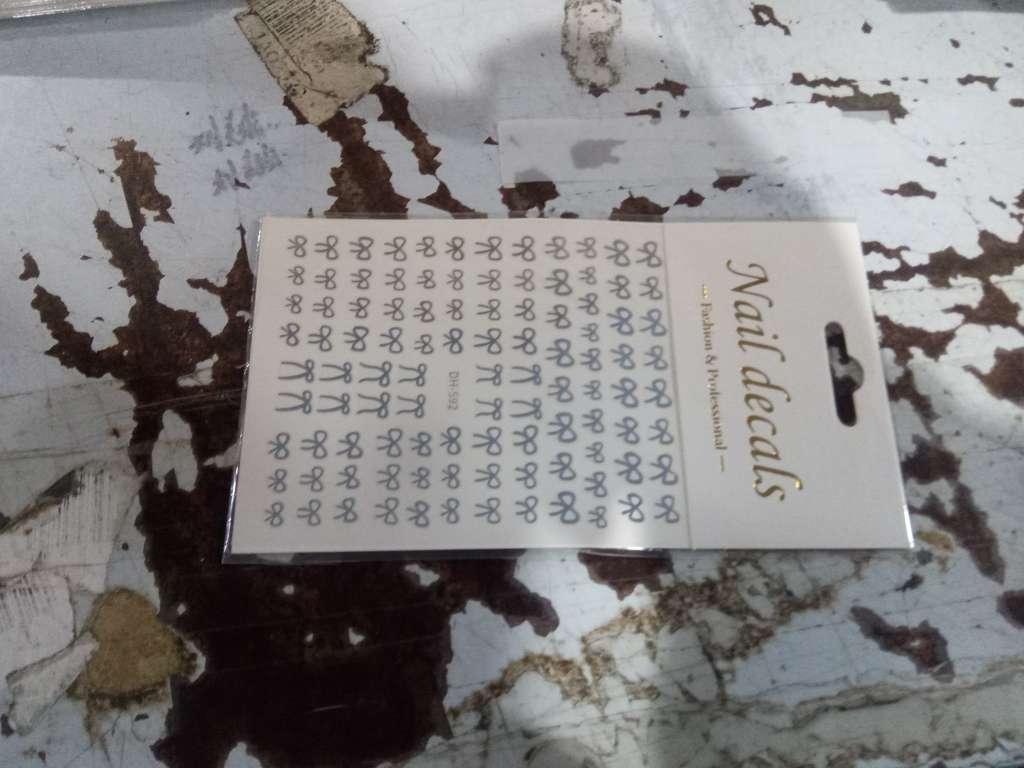 Nail decals
Fashion & Professional
DH-592